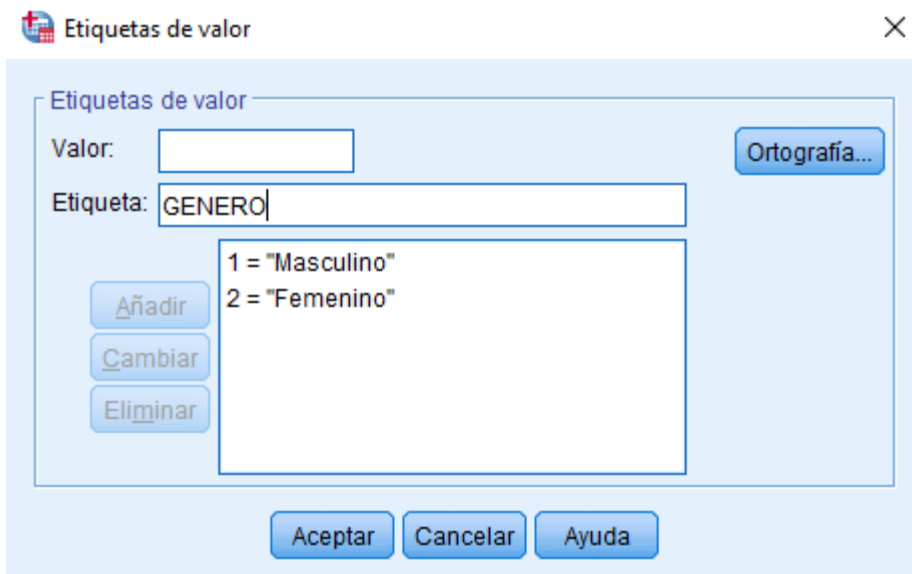 Etiquetas de valor
Etiquetas de valor
Valor:
Ortografía...
Etiqueta: GENERO
1 = "Masculino"
2 = "Femenino"
Añadir
Cambiar
Eliminar
Aceptar Cancelar Ayuda